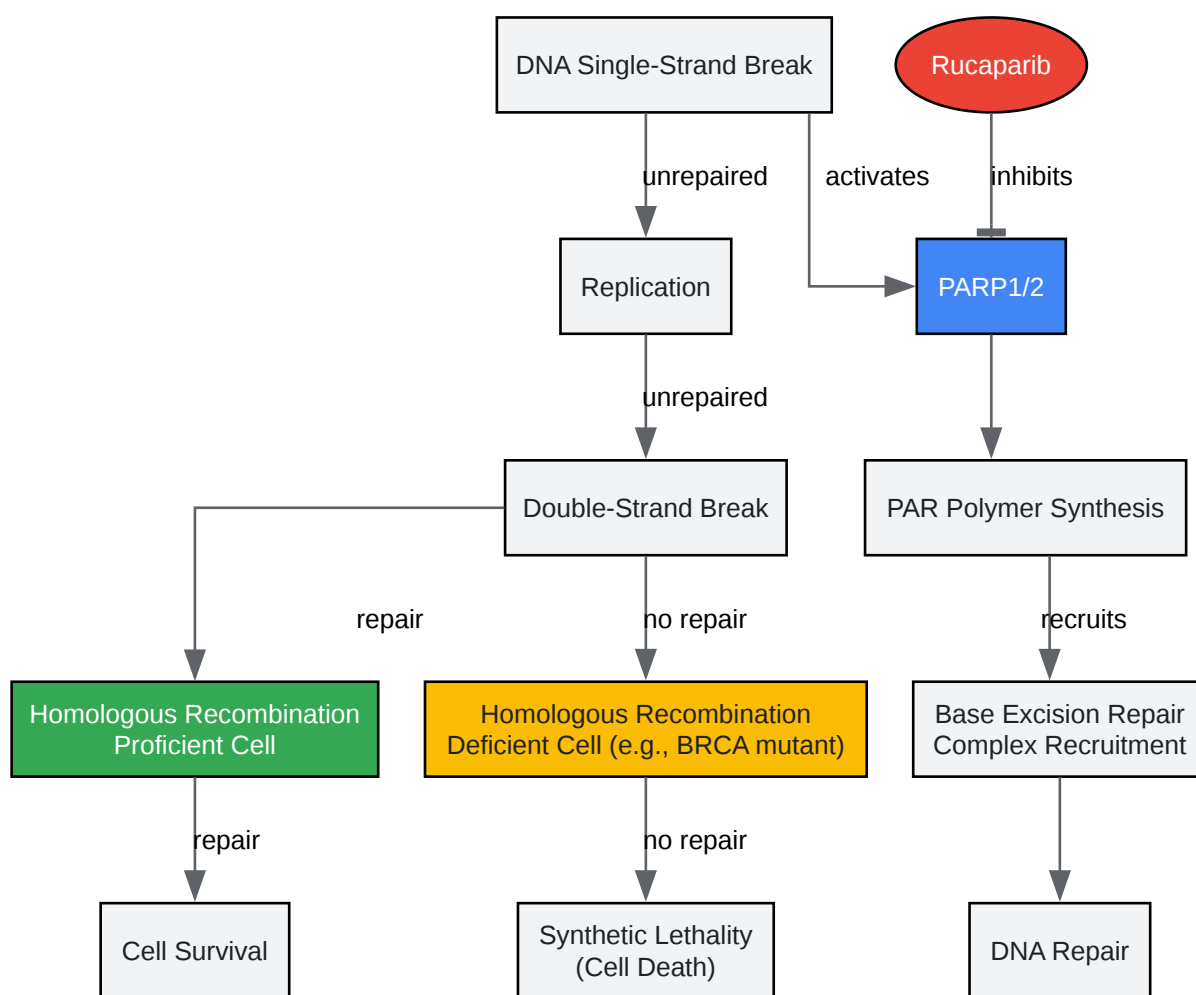 DNA Single-Strand Break
Rucaparib
unrepaired
activates
inhibits
Replication
PARP1/2
unrepaired
Double-Strand Break
PAR Polymer Synthesis
repair
no repair
recruits
Homologous Recombination
Proficient Cell
Homologous Recombination
Deficient Cell (e.g., BRCA mutant)
Base Excision Repair
Complex Recruitment
repair
no repair
Cell Survival
Synthetic Lethality
(Cell Death)
DNA Repair